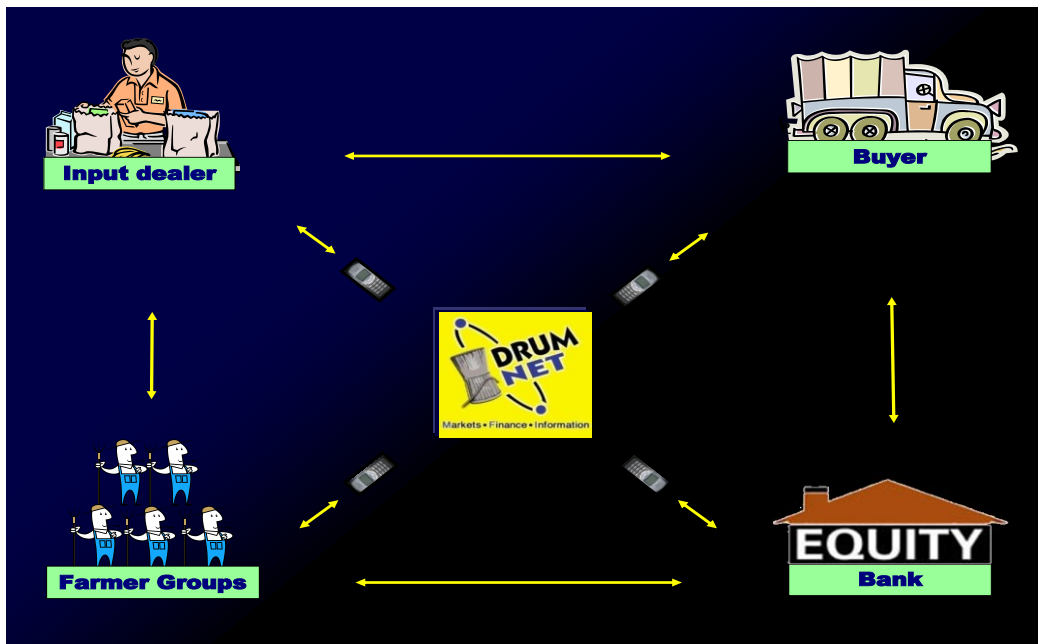 Input dealer
Buyer
DRUM
NET
Markets • Finance • Information
Farmer Groups
EQUITY
Bank